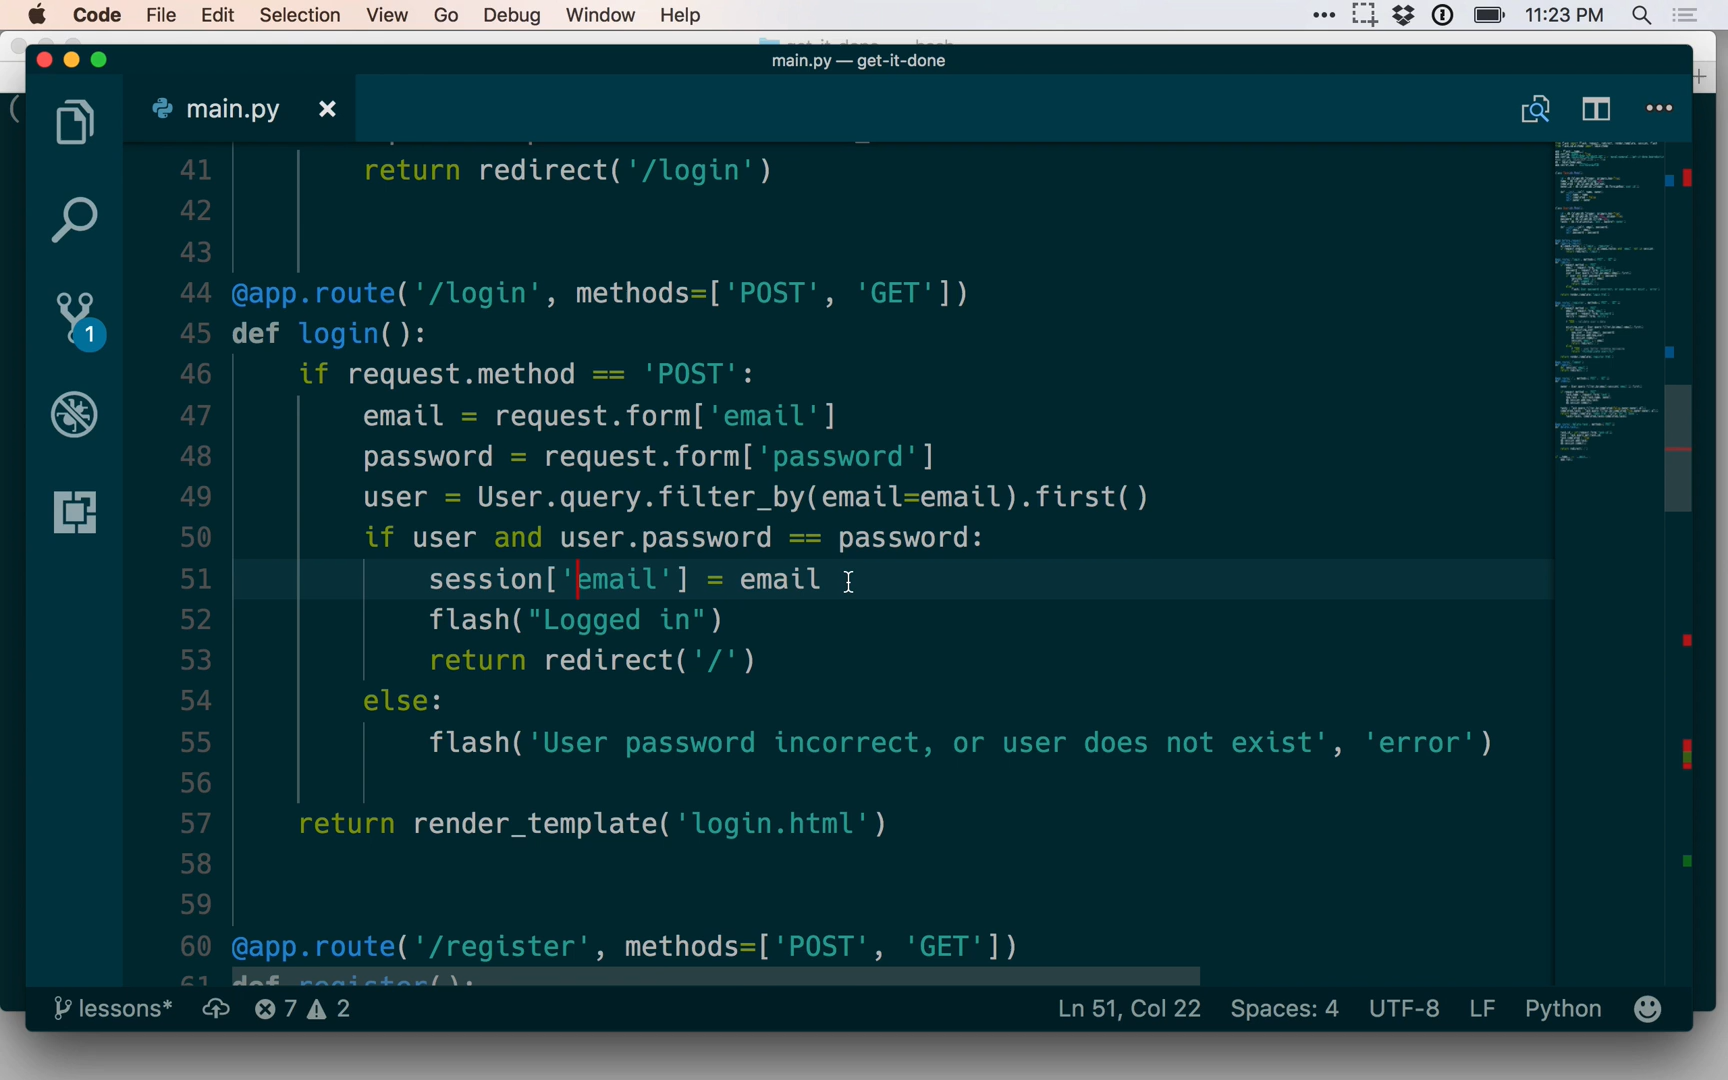 Code File Edit Selection View Go Debug Window Help 11:23 PM
main.py — get-it-done
main.py
41 return redirect('/login')
42
43
44 @app.route('/login', methods=['POST', 'GET'])
45 def login():
46 if request.method == 'POST':
47 email = request.form['email']
48 password = request.form['password']
49 user = User.query.filter_by(email=email).first()
50 if user and user.password == password:
51 session['email'] = email
52 flash("Logged in")
53 return redirect('/')
54 else:
55 flash('User password incorrect, or user does not exist', 'error')
56
57 return render_template('login.html')
58
59
60 @app.route('/register', methods=['POST', 'GET'])
61 def register():
1
lessons* 7 2 Ln 51, Col 22 Spaces: 4 UTF-8 LF Python